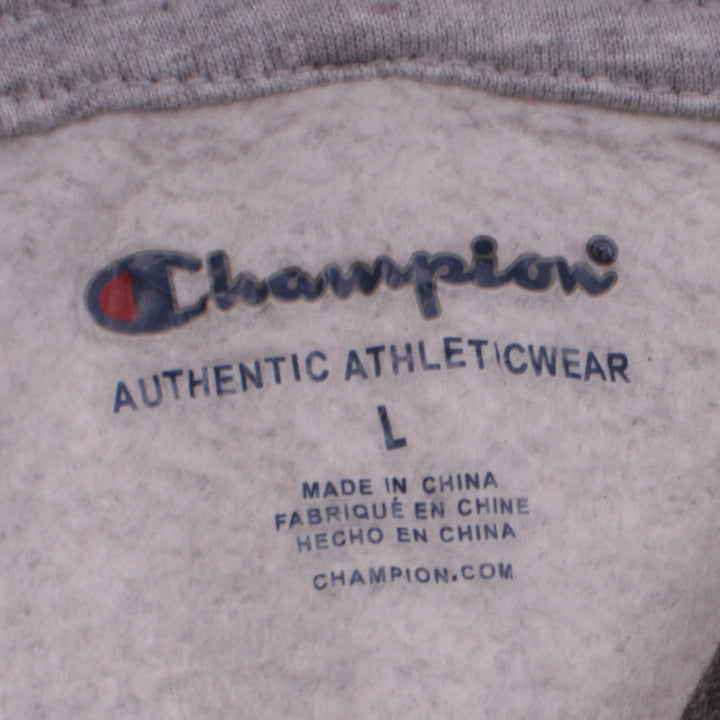 Champion®
AUTHENTIC ATHLETICWEAR
L
MADE IN CHINA
FABRIQUÉ EN CHINE
HECHO EN CHINA
CHAMPION.COM